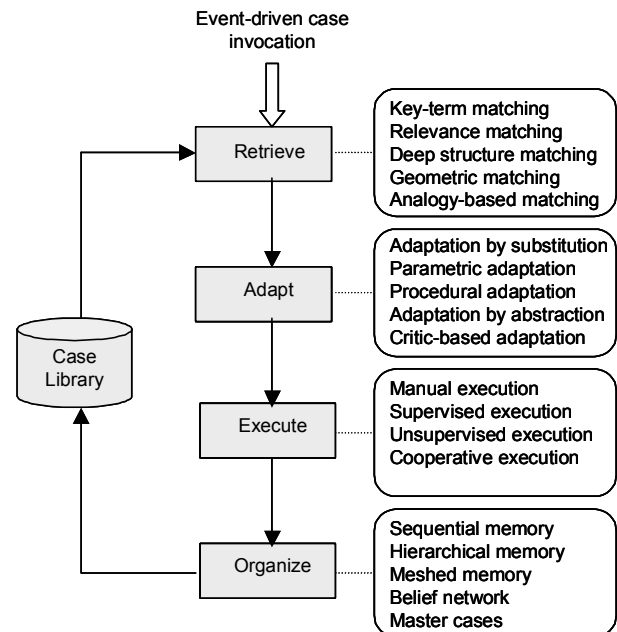 Event-driven case
invocation
Retrieve
Key-term matching
Relevance matching
Deep structure matching
Geometric matching
Analogy-based matching
Adapt
Adaptation by substitution
Parametric adaptation
Procedural adaptation
Adaptation by abstraction
Critic-based adaptation
Case
Library
Execute
Manual execution
Supervised execution
Unsupervised execution
Cooperative execution
Organize
Sequential memory
Hierarchical memory
Meshed memory
Belief network
Master cases